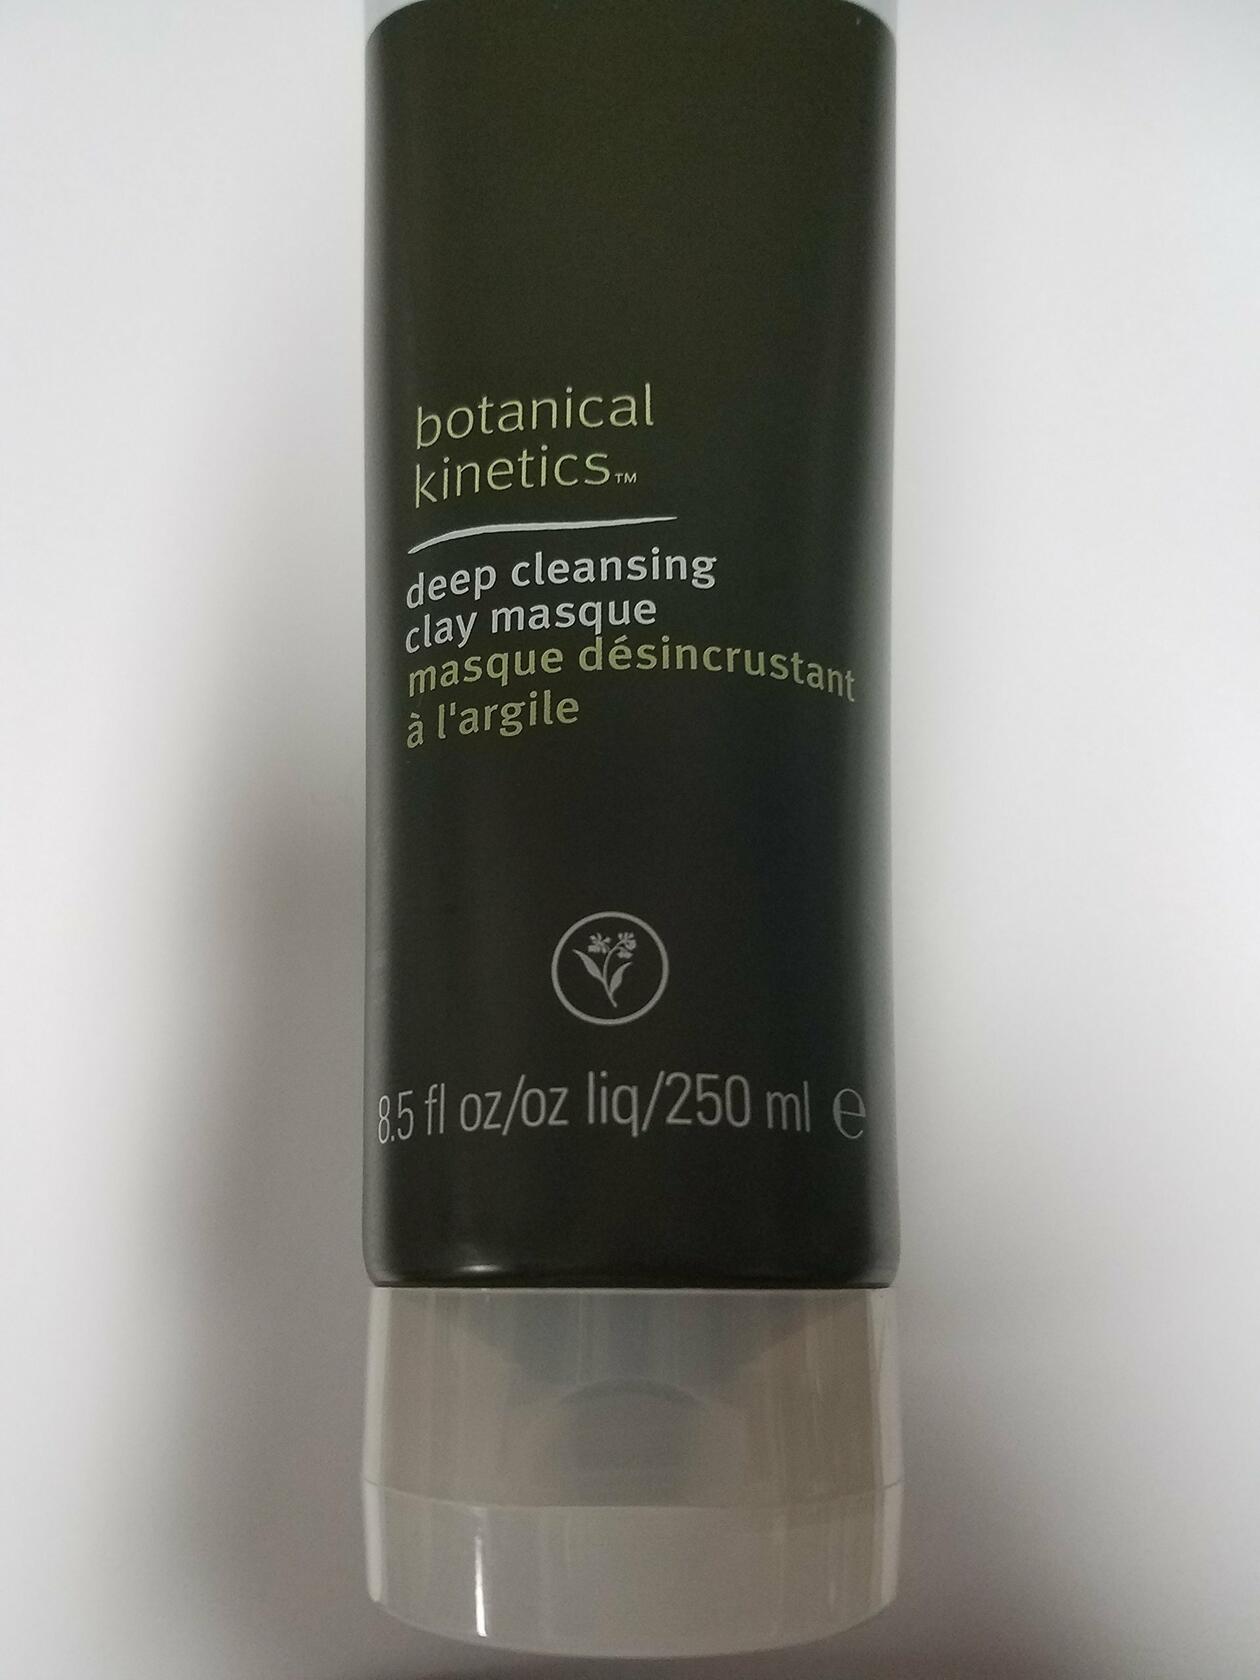 botanical
kinetics™
deep cleansing
clay masque
masque désincrustant
à l'argile
8.5 fl oz/oz liq/250 ml ℮